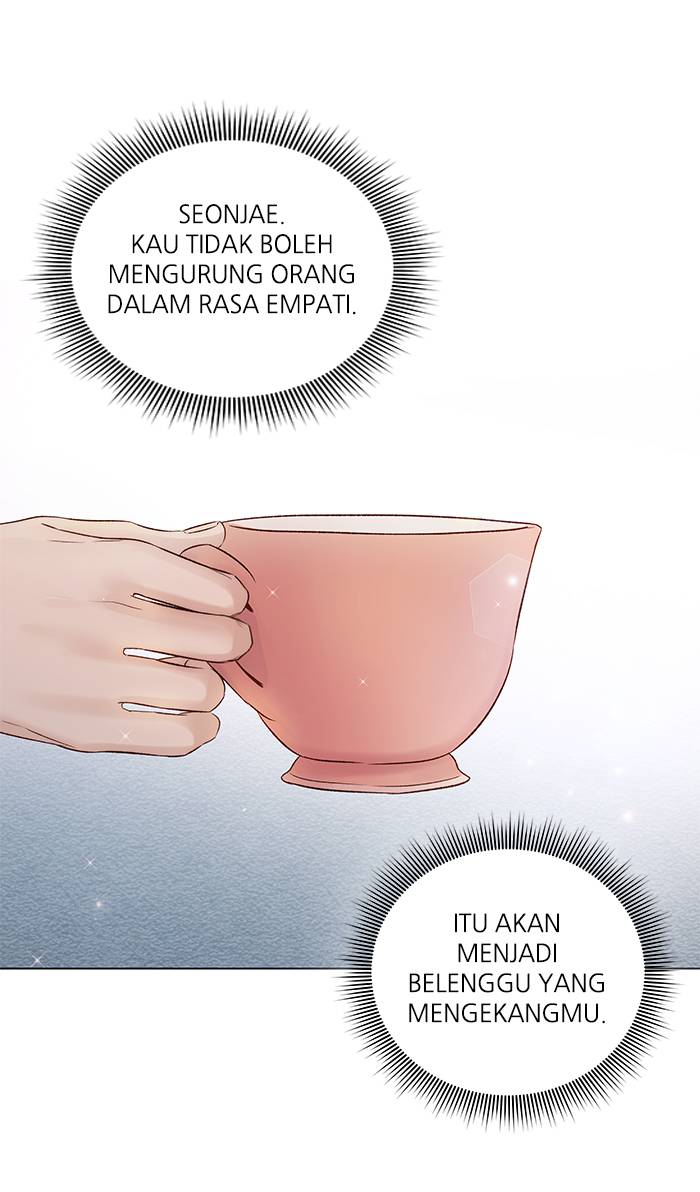 SEONJAE.
KAU TIDAK BOLEH
MENGURUNG ORANG
DALAM RASA EMPATI.
ITU AKAN
MENJADI
BELENGGU YANG
MENGEKANGMU.